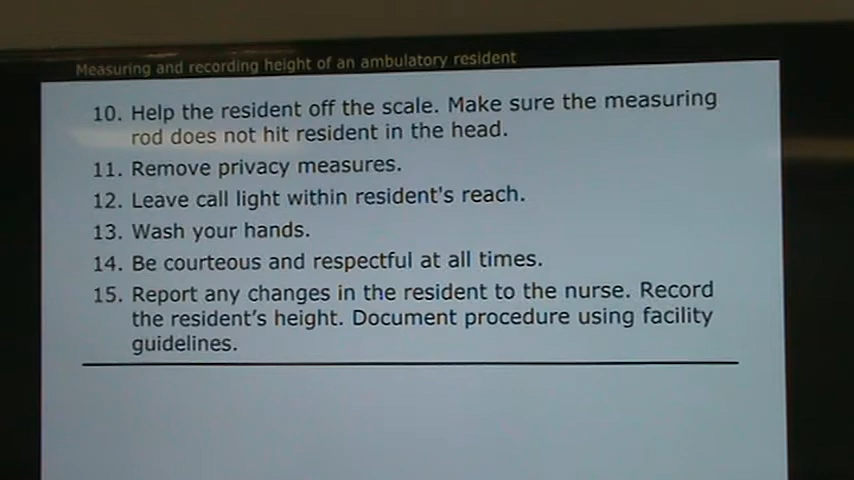 Measuring and recording height of an ambulatory resident
10. Help the resident off the scale. Make sure the measuring
rod does not hit resident in the head.
11. Remove privacy measures.
12. Leave call light within resident's reach.
13. Wash your hands.
14. Be courteous and respectful at all times.
15. Report any changes in the resident to the nurse. Record
the resident’s height. Document procedure using facility
guidelines.